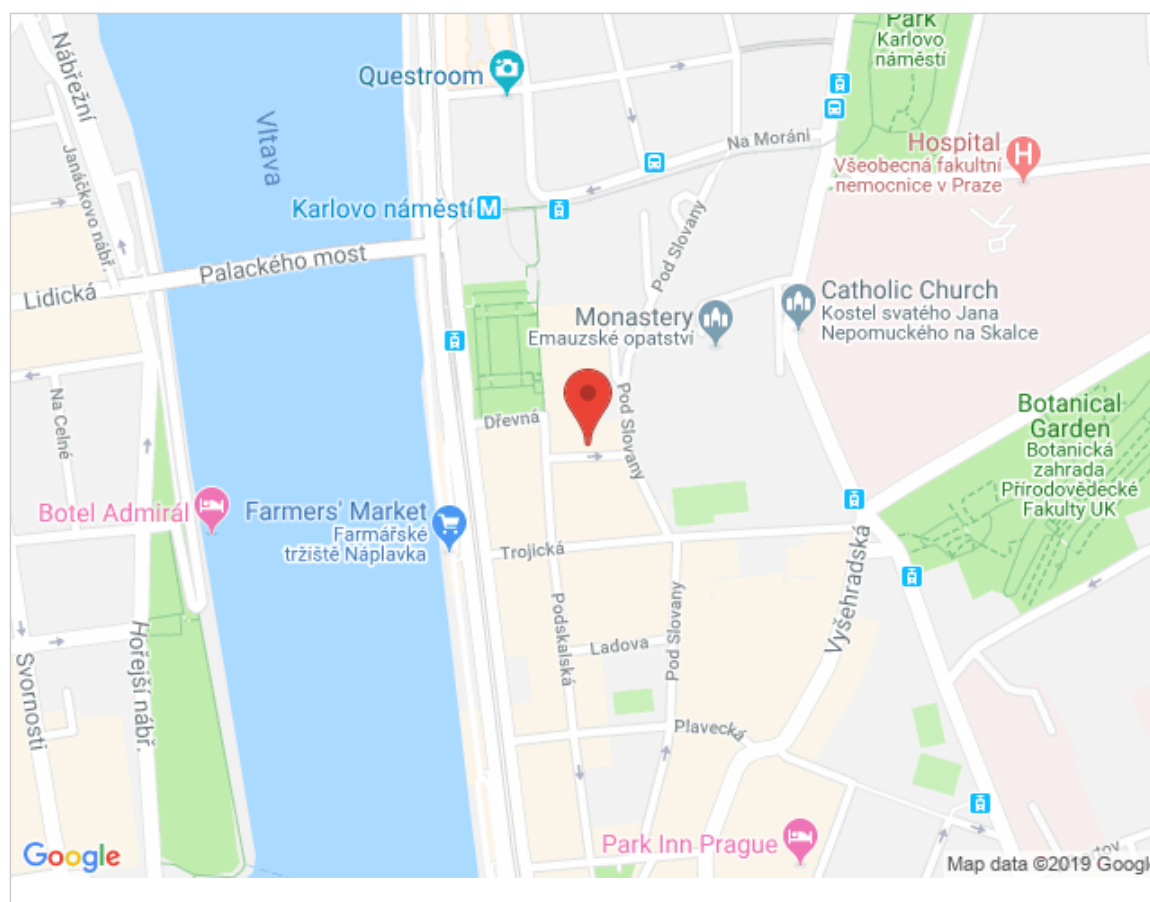 Park
Karlovo
náměstí
Nábřežní
Questroom
Vltava
Janáčkovo nábř.
Na Moráni
Hospital
Všeobecná fakultní
nemocnice v Praze
H
Karlovo náměstí
M
Pod Slovany
Palackého most
Lidická
Catholic Church
Kostel svatého Jana
Nepomuckého na Skalce
Monastery
Emauzské opatství
Na Celné
Dřevná
Pod Slovany
Botanical
Garden
Botanická
zahrada
Přírodovědecké
Fakulty UK
Botel Admirál
Farmers' Market
Farmářské
tržiště Náplavka
Trojická
Vyšehradská
Podskalská
Ladova
Pod Slovany
Hořejší nábř.
Svornosti
Plavecká
Park Inn Prague
Google
Map data ©2019 Google